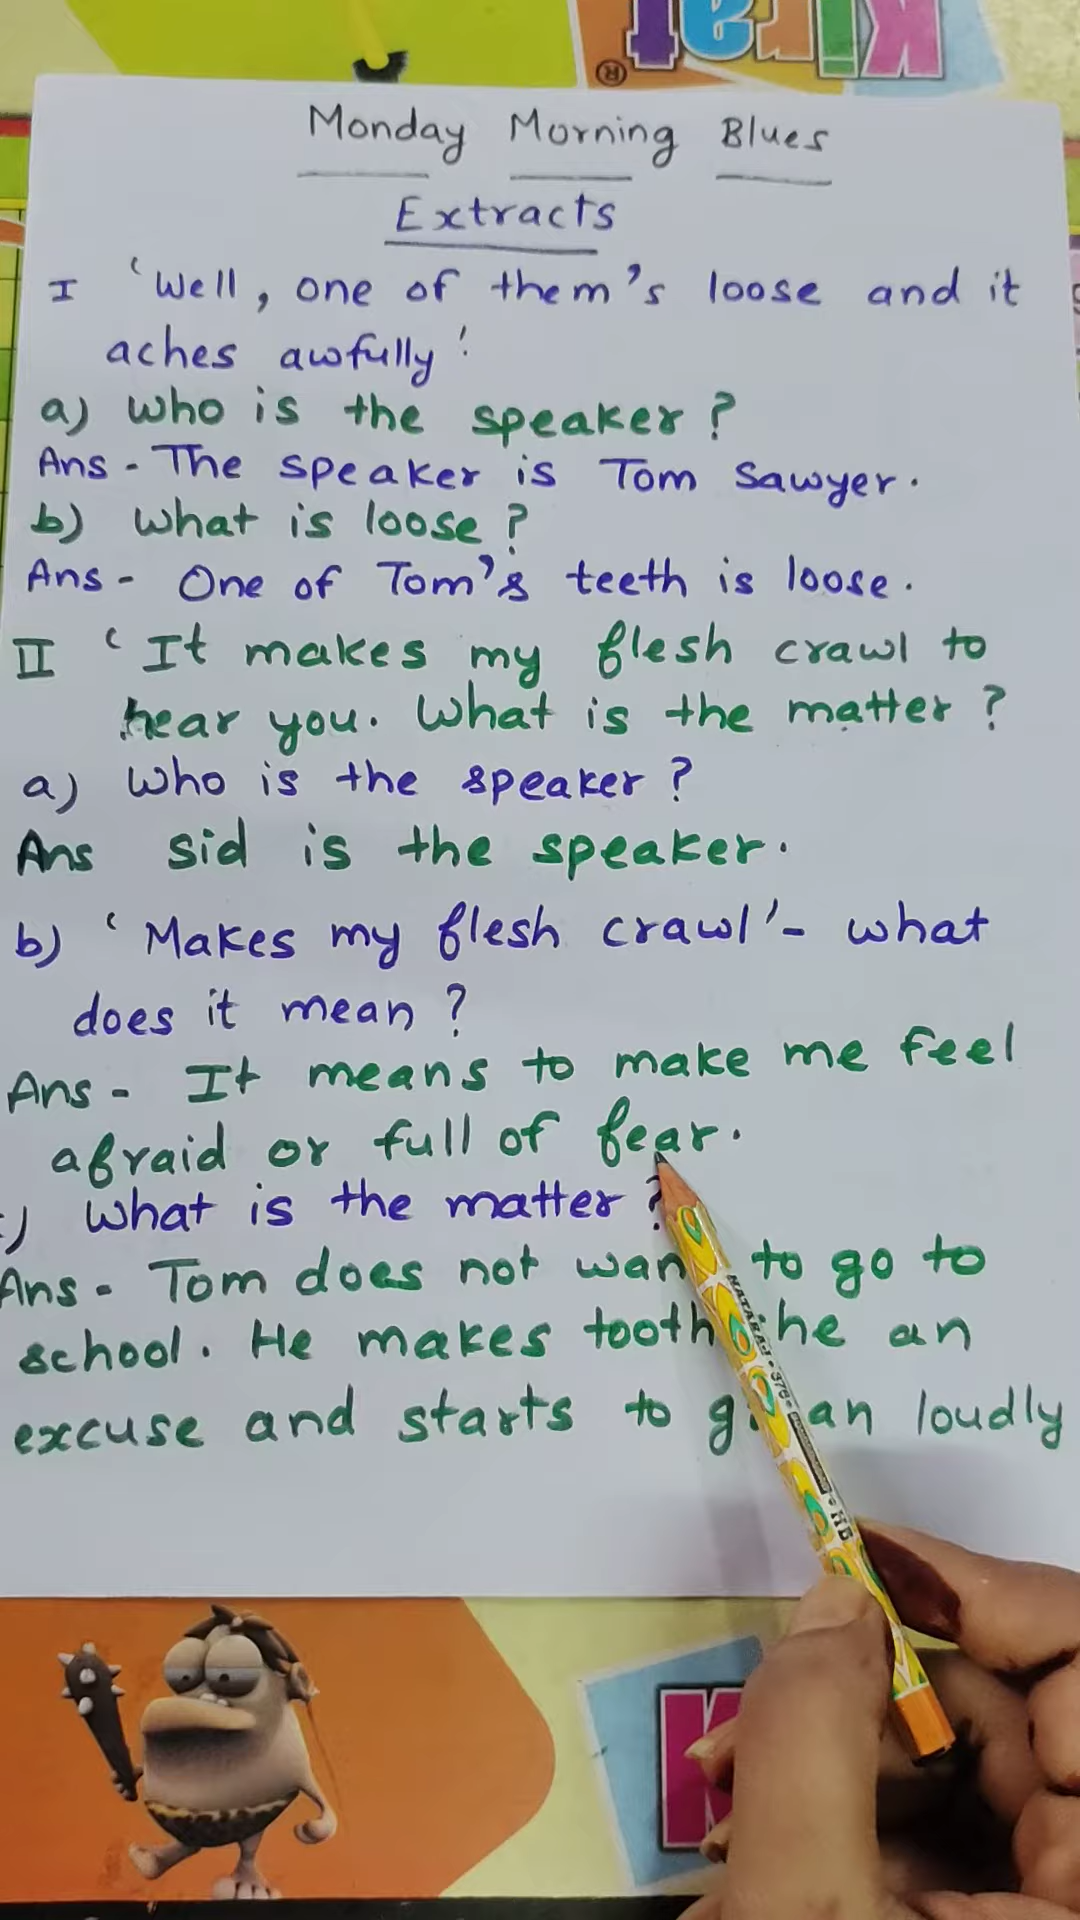 Kiraf
®
Monday Morning Blues
Extracts
I 'Well, one of them's loose and it
aches awfully'.
a) Who is the speaker?
Ans - The speaker is Tom Sawyer.
b) What is loose?
Ans - One of Tom's teeth is loose.
II 'It makes my flesh crawl to
hear you. What is the matter?
a) Who is the speaker?
Ans Sid is the speaker.
b) 'Makes my flesh crawl' - what
does it mean?
Ans - It means to make me feel
afraid or full of fear.
) What is the matter?
Ans - Tom does not wan to go to
school. He makes tooth he an
excuse and starts to g an loudly
NATARAJ • HB